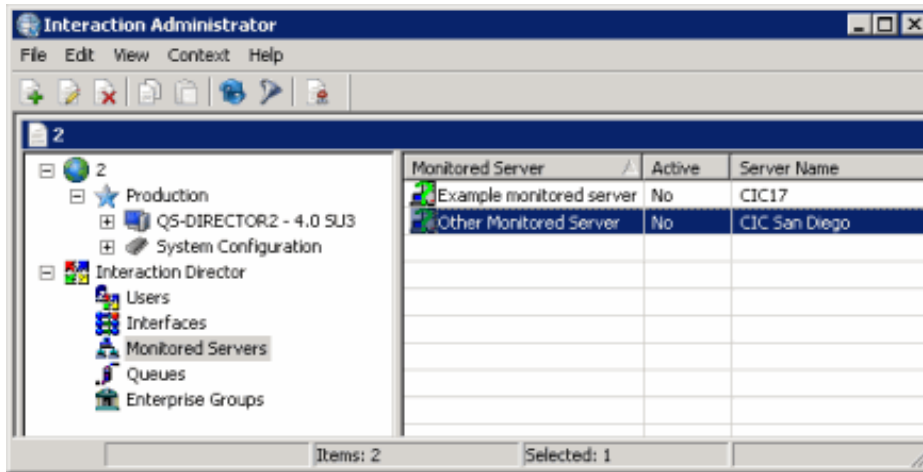 Interaction Administrator
File Edit View Context Help
2
2
Production
QS-DIRECTOR2 - 4.0 SU3
System Configuration
Interaction Director
Users
Interfaces
Monitored Servers
Queues
Enterprise Groups
Monitored Server Active Server Name
Example monitored server No CIC17
Other Monitored Server No CIC San Diego
Items: 2 Selected: 1